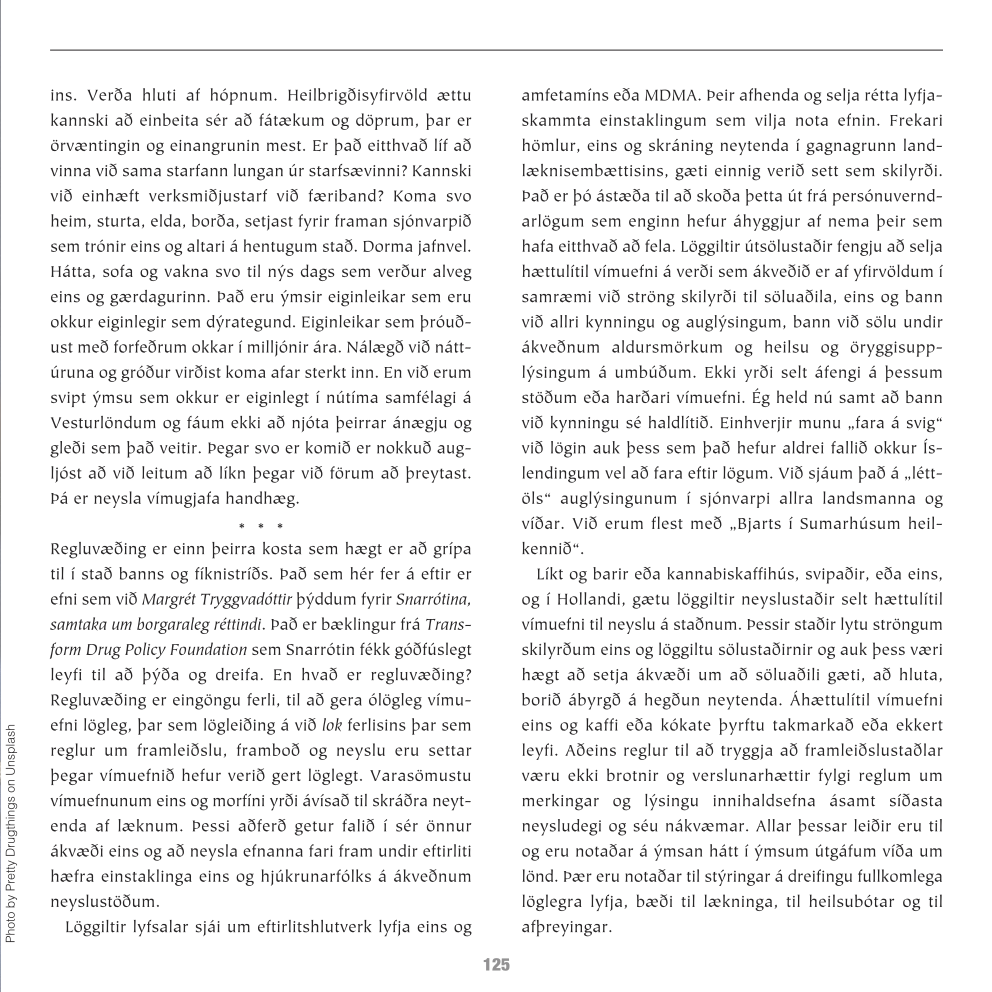 ins. Verða hluti af hópnum. Heilbrigðisyfirvöld ættu
kannski að einbeita sér að fátækum og döprum, þar er
örvæntingin og einangrunin mest. Er það eitthvað líf að
vinna við sama starfann lungan úr starfsævinni? Kannski
við einhæft verksmiðjustarf við færiband? Koma svo
heim, sturta, elda, borða, setjast fyrir framan sjónvarpið
sem trónir eins og altari á hentugum stað. Dorma jafnvel.
Hátta, sofa og vakna svo til nýs dags sem verður alveg
eins og gærdagurinn. Það eru ýmsir eiginleikar sem eru
okkur eiginlegir sem dýrategund. Eiginleikar sem þróuð-
ust með forfeðrum okkar í milljónir ára. Nálægð við nátt-
úruna og gróður virðist koma afar sterkt inn. En við erum
svipt ýmsu sem okkur er eiginlegt í nútíma samfélagi á
Vesturlöndum og fáum ekki að njóta þeirrar ánægju og
gleði sem það veitir. Þegar svo er komið er nokkuð aug-
ljóst að við leitum að líkn þegar við förum að þreytast.
Þá er neysla vímugjafa handhæg.
* * *
Regluvæðing er einn þeirra kosta sem hægt er að grípa
til í stað banns og fíknistríðs. Það sem hér fer á eftir er
efni sem við Margrét Tryggvadóttir þýddum fyrir Snarrótina,
samtaka um borgaraleg réttindi. Það er bæklingur frá Trans-
form Drug Policy Foundation sem Snarrótin fékk góðfúslegt
leyfi til að þýða og dreifa. En hvað er regluvæðing?
Regluvæðing er eingöngu ferli, til að gera ólögleg vímu-
efni lögleg, þar sem lögleiðing á við lok ferlisins þar sem
reglur um framleiðslu, framboð og neyslu eru settar
þegar vímuefnið hefur verið gert löglegt. Varasömustu
vímuefnunum eins og morfíni yrði ávísað til skráðra neyt-
enda af læknum. Þessi aðferð getur falið í sér önnur
ákvæði eins og að neysla efnanna fari fram undir eftirliti
hæfra einstaklinga eins og hjúkrunarfólks á ákveðnum
neyslustöðum.
Löggiltir lyfsalar sjái um eftirlitshlutverk lyfja eins og
amfetamíns eða MDMA. Þeir afhenda og selja rétta lyfja-
skammta einstaklingum sem vilja nota efnin. Frekari
hömlur, eins og skráning neytenda í gagnagrunn land-
læknisembættisins, gæti einnig verið sett sem skilyrði.
Það er þó ástæða til að skoða þetta út frá persónuvernd-
arlögum sem enginn hefur áhyggjur af nema þeir sem
hafa eitthvað að fela. Löggiltir útsölustaðir fengju að selja
hættulítil vímuefni á verði sem ákveðið er af yfirvöldum í
samræmi við ströng skilyrði til söluaðila, eins og bann
við allri kynningu og auglýsingum, bann við sölu undir
ákveðnum aldursmörkum og heilsu og öryggisupp-
lýsingum á umbúðum. Ekki yrði selt áfengi á þessum
stöðum eða harðari vímuefni. Ég held nú samt að bann
við kynningu sé haldlítið. Einhverjir munu „fara á svig“
við lögin auk þess sem það hefur aldrei fallið okkur Ís-
lendingum vel að fara eftir lögum. Við sjáum það á „létt-
öls“ auglýsingunum í sjónvarpi allra landsmanna og
víðar. Við erum flest með „Bjarts í Sumarhúsum heil-
kennið“.
Líkt og barir eða kannabiskaffihús, svipaðir, eða eins,
og í Hollandi, gætu löggiltir neyslustaðir selt hættulítil
vímuefni til neyslu á staðnum. Þessir staðir lytu ströngum
skilyrðum eins og löggiltu sölustaðirnir og auk þess væri
hægt að setja ákvæði um að söluaðili gæti, að hluta,
borið ábyrgð á hegðun neytenda. Áhættulítil vímuefni
eins og kaffi eða kókate þyrftu takmarkað eða ekkert
leyfi. Aðeins reglur til að tryggja að framleiðslustaðlar
væru ekki brotnir og verslunarhættir fylgi reglum um
merkingar og lýsingu innihaldsefna ásamt síðasta
neysludegi og séu nákvæmar. Allar þessar leiðir eru til
og eru notaðar á ýmsan hátt í ýmsum útgáfum víða um
lönd. Þær eru notaðar til stýringar á dreifingu fullkomlega
löglegra lyfja, bæði til lækninga, til heilsubótar og til
afþreyingar.
Photo by Pretty Drugthings on Unsplash
125